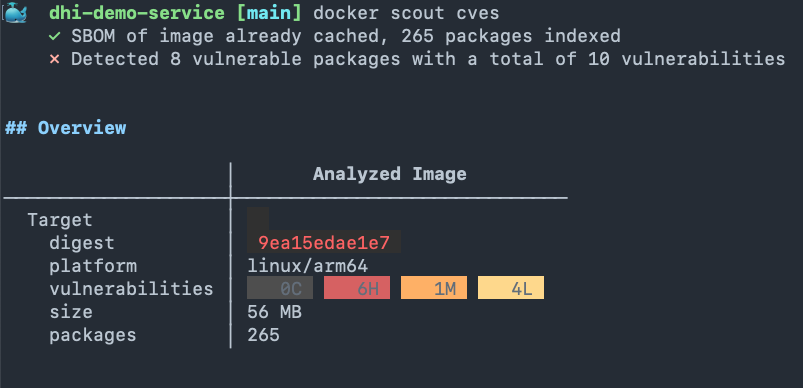 dhi-demo-service [main] docker scout cves
✓ SBOM of image already cached, 265 packages indexed
✗ Detected 8 vulnerable packages with a total of 10 vulnerabilities
## Overview
Analyzed Image
Target
digest 9ea15edae1e7
platform linux/arm64
vulnerabilities 0C 6H 1M 4L
size 56 MB
packages 265